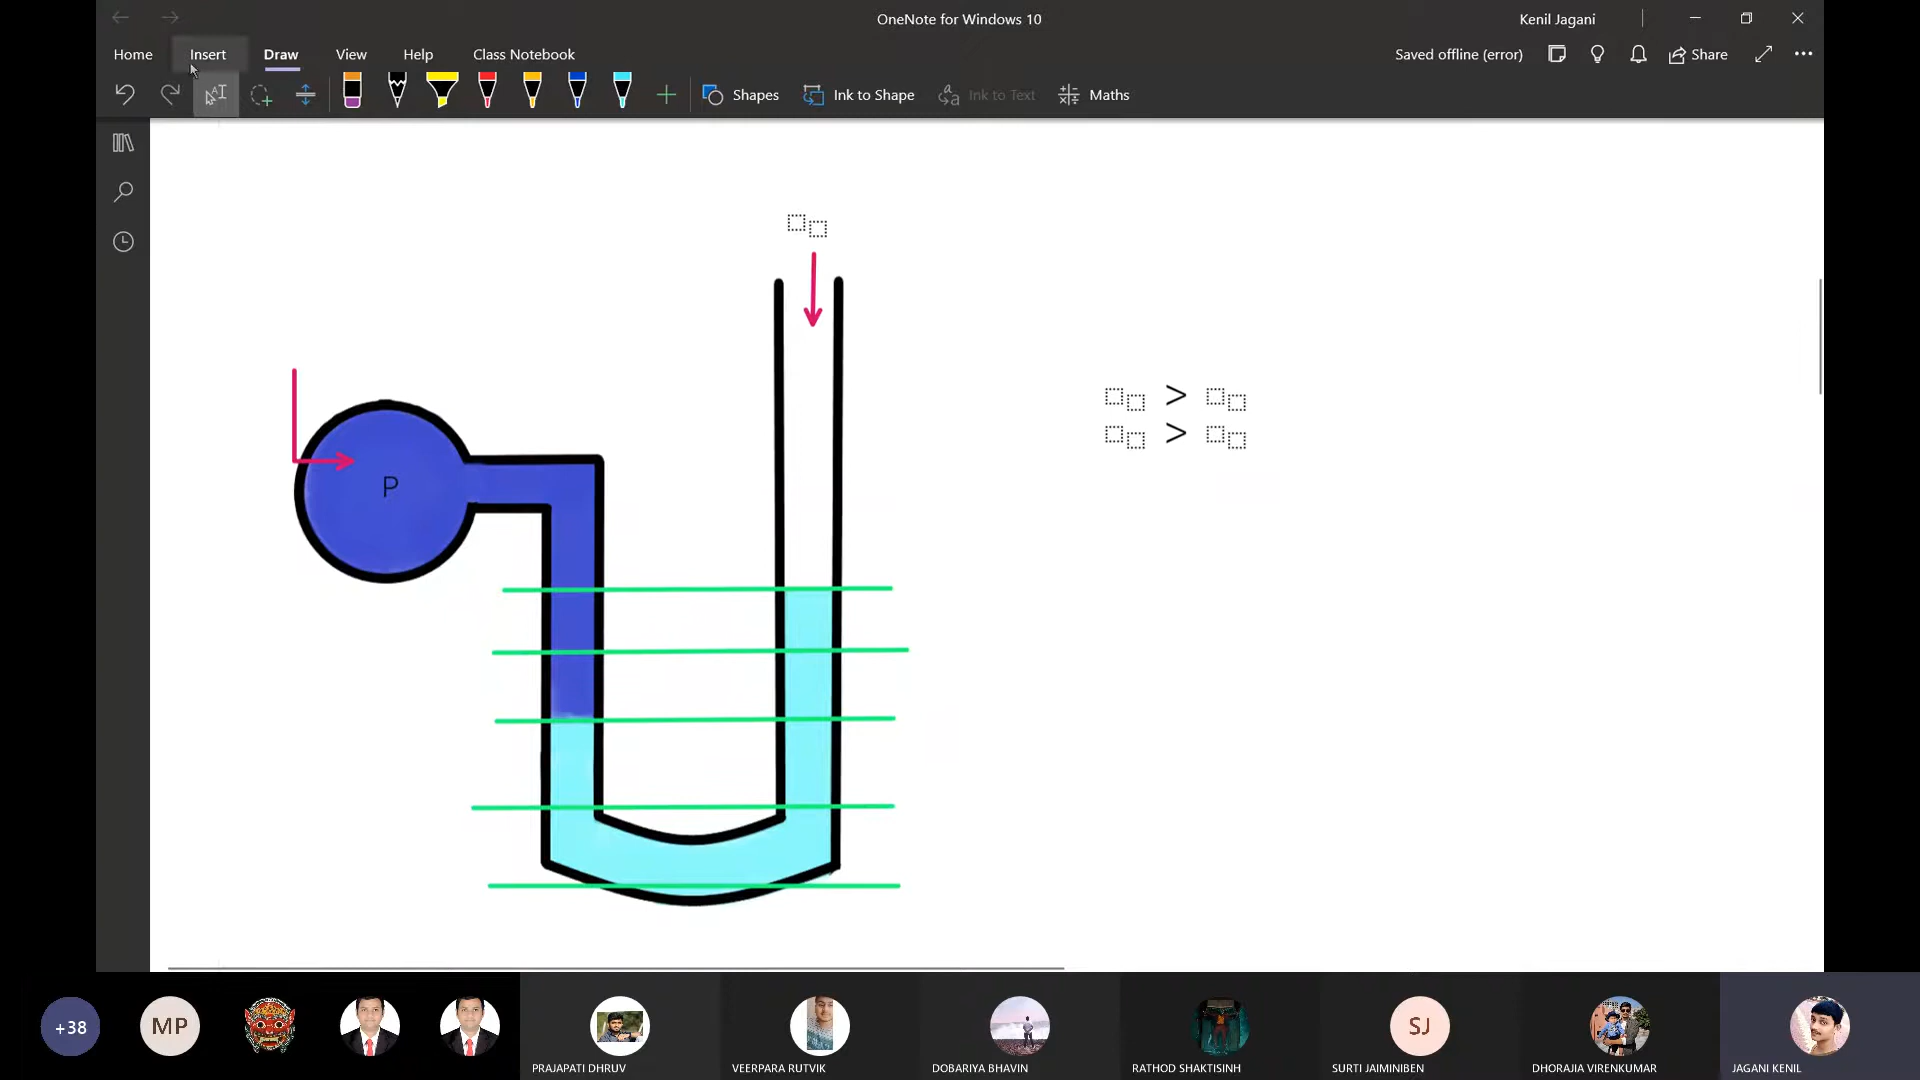 OneNote for Windows 10
Kenil Jagani
Home Insert Draw View Help Class Notebook
Saved offline (error) Share
Shapes Ink to Shape Ink to Text Maths
>
P
>
+38
MP
SJ
PRAJAPATI DHRUV VEERPARA RUTVIK DOBARIYA BHAVIN RATHOD SHAKTISINH SURTI JAIMINIBEN DHORAJIA VIRENKUMAR JAGANI KENIL